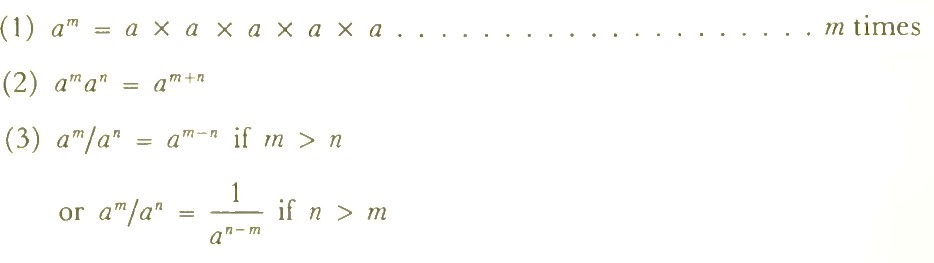 (1) aᵐ = a × a × a × a × a . . . . . . . . . . . . . . . . . . . . m times
(2) aᵐaⁿ = aᵐ⁺ⁿ
(3) aᵐ/aⁿ = aᵐ⁻ⁿ if m > n
or aᵐ/aⁿ = 1/aⁿ⁻ᵐ if n > m